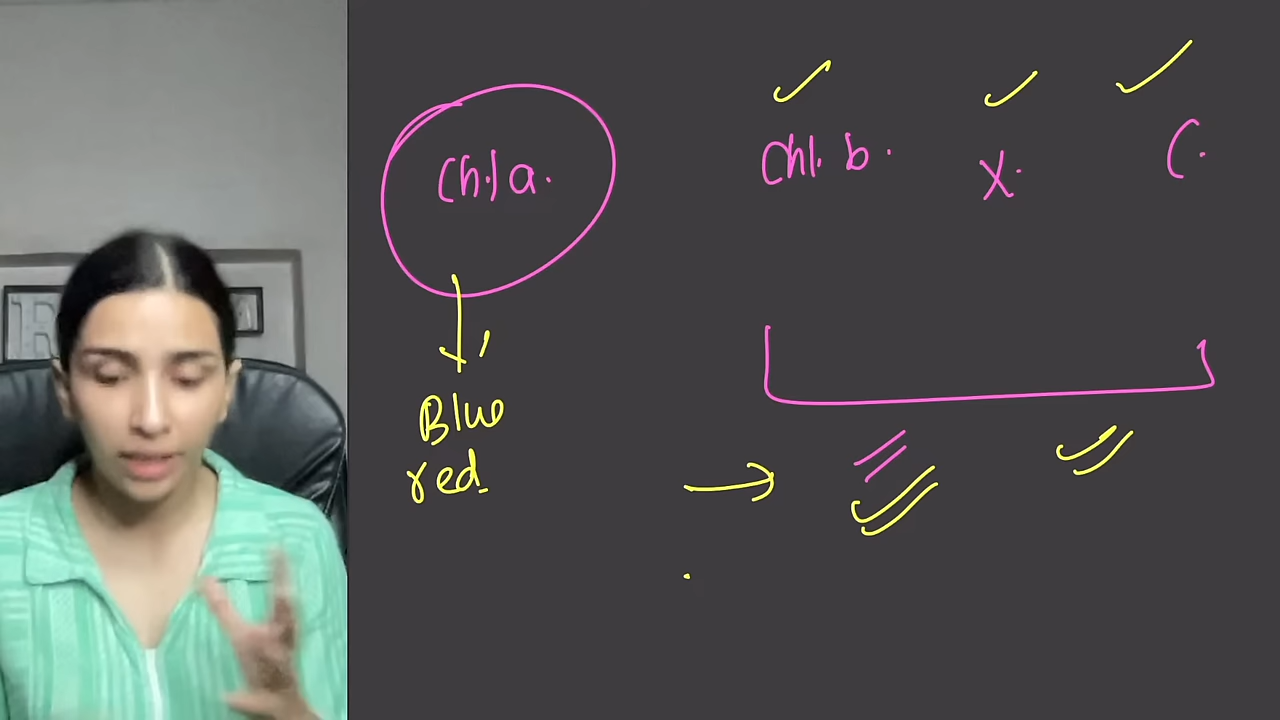 Chl a.
Chl. b.
X.
C.
Blue
red.